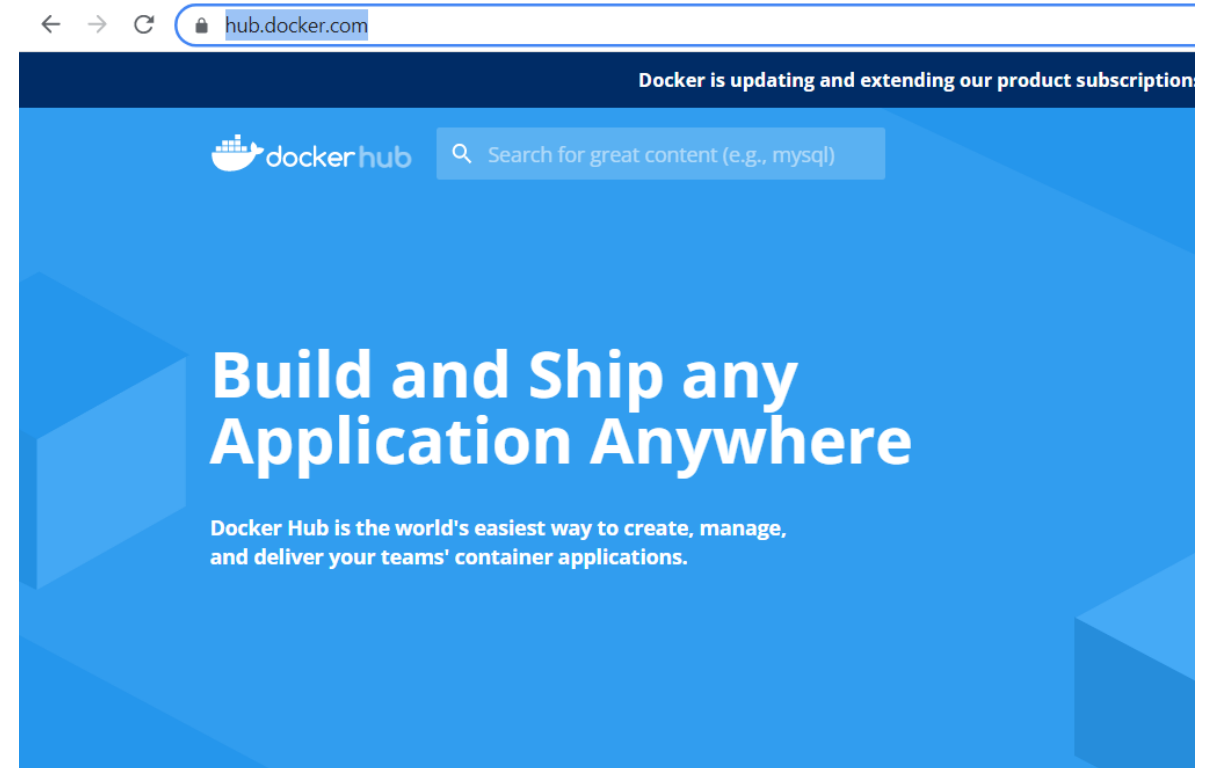 hub.docker.com
Docker is updating and extending our product subscriptions
dockerhub
Search for great content (e.g., mysql)
Build and Ship any
Application Anywhere
Docker Hub is the world's easiest way to create, manage,
and deliver your teams' container applications.